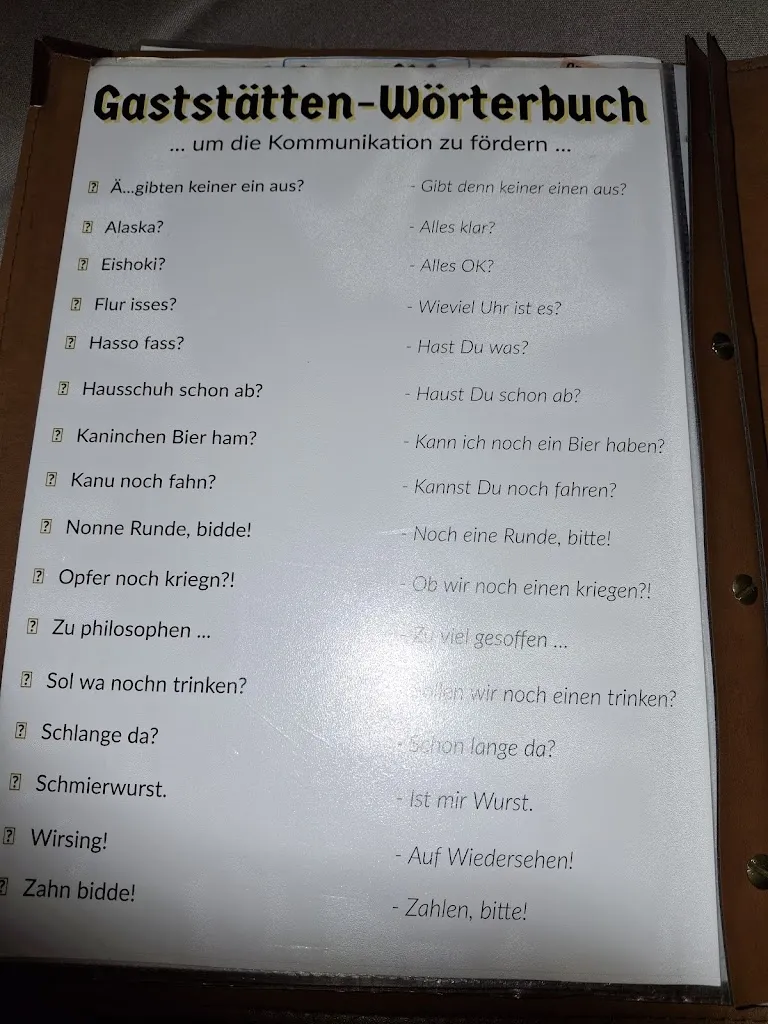 Gaststätten-Wörterbuch
... um die Kommunikation zu fördern ...
Ä...gibten keiner ein aus? - Gibt denn keiner einen aus?
Alaska? - Alles klar?
Eishoki? - Alles OK?
Flur isses? - Wieviel Uhr ist es?
Hasso fass? - Hast Du was?
Hausschuh schon ab? - Haust Du schon ab?
Kaninchen Bier ham? - Kann ich noch ein Bier haben?
Kanu noch fahn? - Kannst Du noch fahren?
Nonne Runde, bidde! - Noch eine Runde, bitte!
Opfer noch kriegn?! - Ob wir noch einen kriegen?!
Zu philosophen ... - Zu viel gesoffen ...
Sol wa nochn trinken? - Sollen wir noch einen trinken?
Schlange da? - Schon lange da?
Schmierwurst. - Ist mir Wurst.
Wirsing! - Auf Wiedersehen!
Zahn bidde! - Zahlen, bitte!